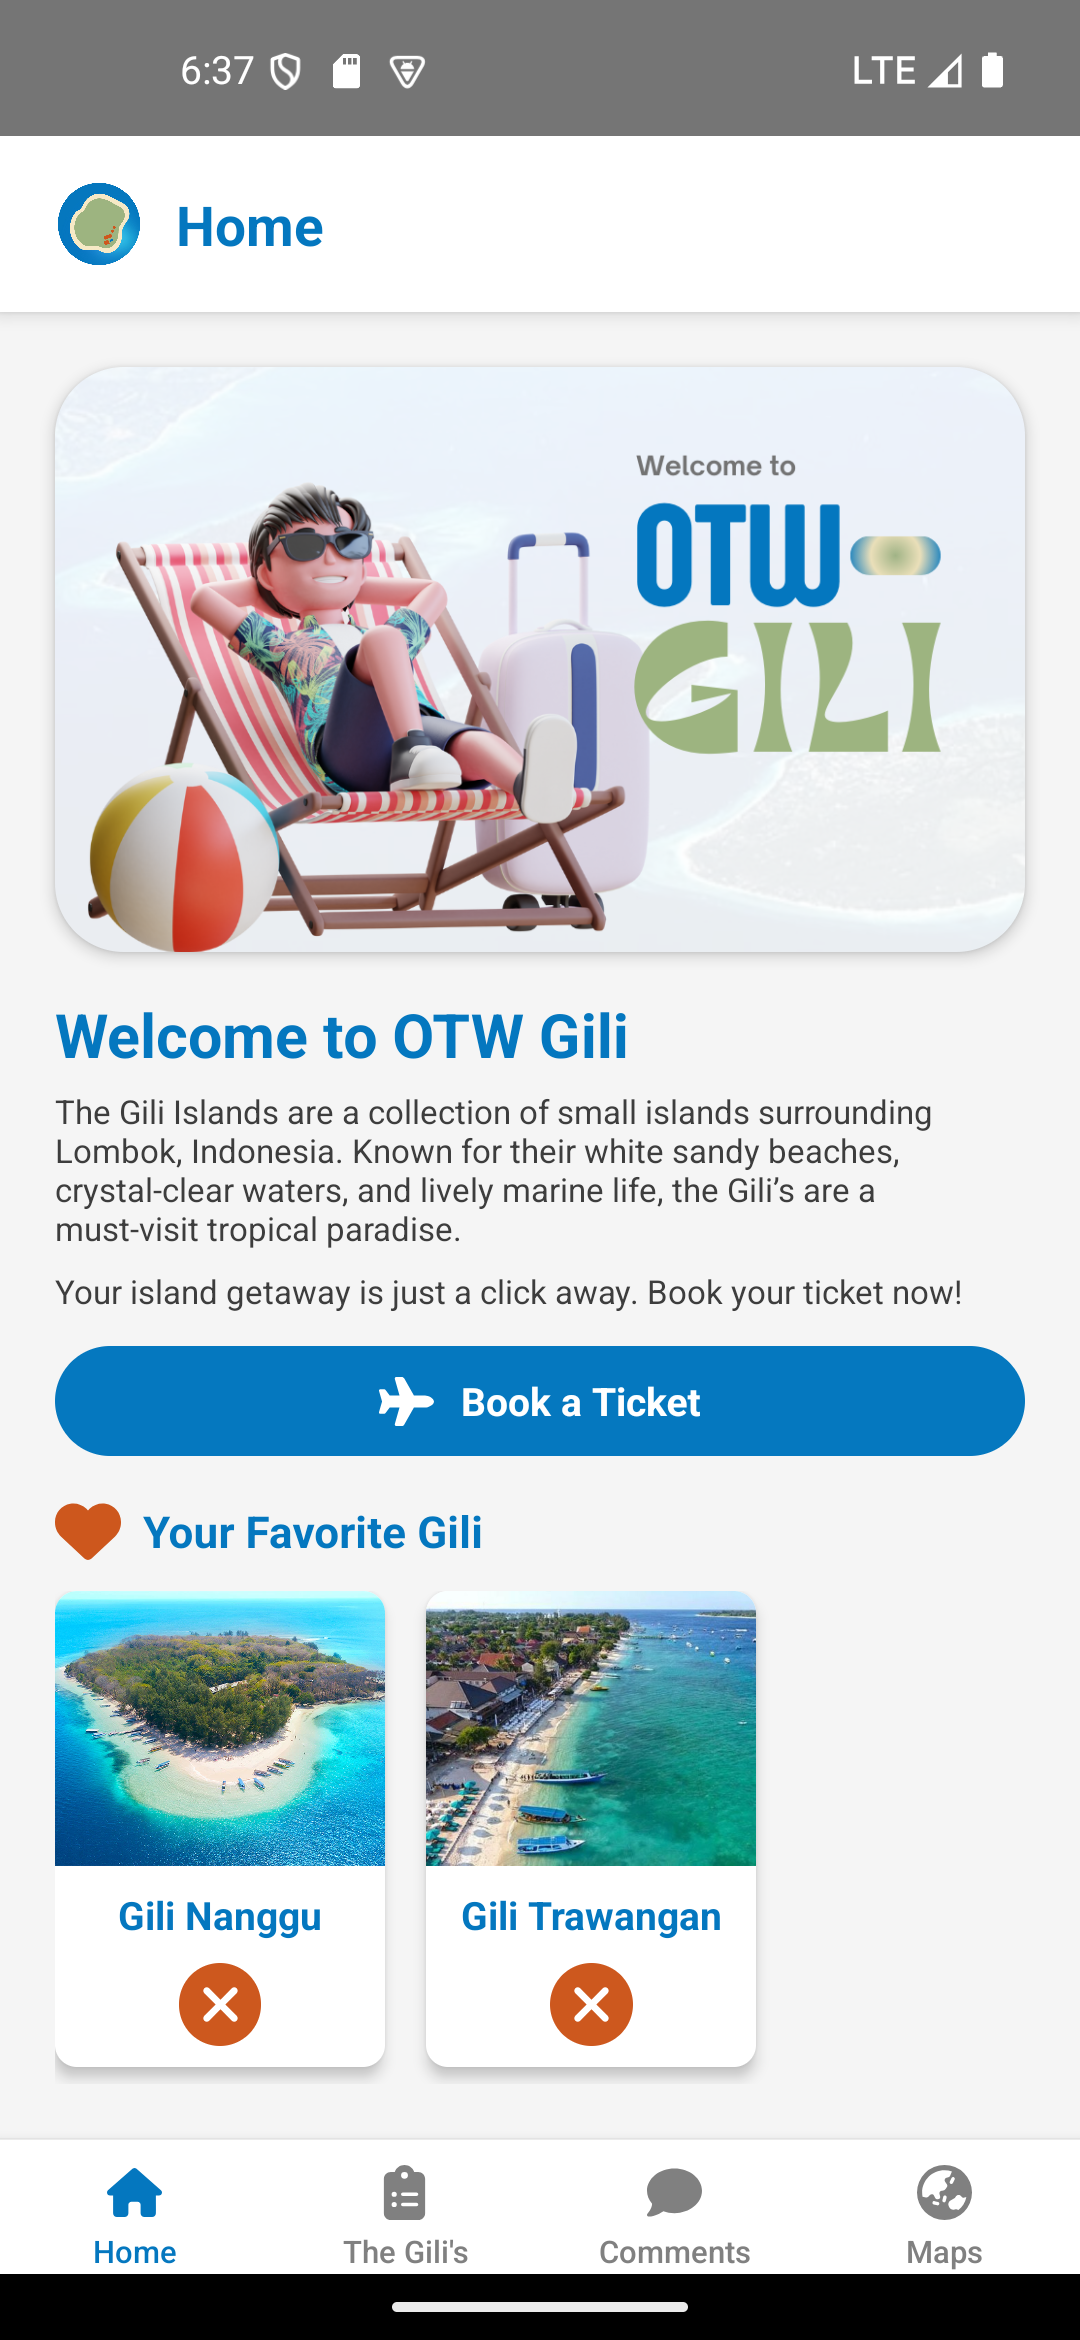 6:37
LTE
Home
Welcome to
OTW
GILI
Welcome to OTW Gili
The Gili Islands are a collection of small islands surrounding
Lombok, Indonesia. Known for their white sandy beaches,
crystal-clear waters, and lively marine life, the Gili’s are a
must-visit tropical paradise.
Your island getaway is just a click away. Book your ticket now!
Book a Ticket
Your Favorite Gili
Gili Nanggu
Gili Trawangan
Home
The Gili's
Comments
Maps